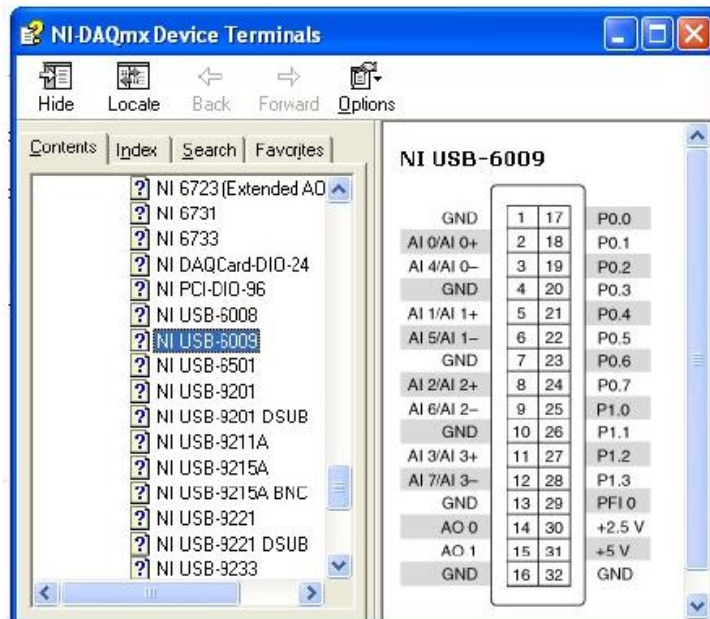 NI-DAQmx Device Terminals
Hide Locate Back Forward Options
Contents Index Search Favorites
NI 6723 (Extended AO
NI 6731
NI 6733
NI DAQCard-DIO-24
NI PCI-DIO-96
NI USB-6008
NI USB-6009
NI USB-6501
NI USB-9201
NI USB-9201 DSUB
NI USB-9211A
NI USB-9215A
NI USB-9215A BNC
NI USB-9221
NI USB-9221 DSUB
NI USB-9233
NI USB-6009
GND 1 17 P0.0
AI 0/AI 0+ 2 18 P0.1
AI 4/AI 0– 3 19 P0.2
GND 4 20 P0.3
AI 1/AI 1+ 5 21 P0.4
AI 5/AI 1– 6 22 P0.5
GND 7 23 P0.6
AI 2/AI 2+ 8 24 P0.7
AI 6/AI 2– 9 25 P1.0
GND 10 26 P1.1
AI 3/AI 3+ 11 27 P1.2
AI 7/AI 3– 12 28 P1.3
GND 13 29 PFI 0
AO 0 14 30 +2.5 V
AO 1 15 31 +5 V
GND 16 32 GND